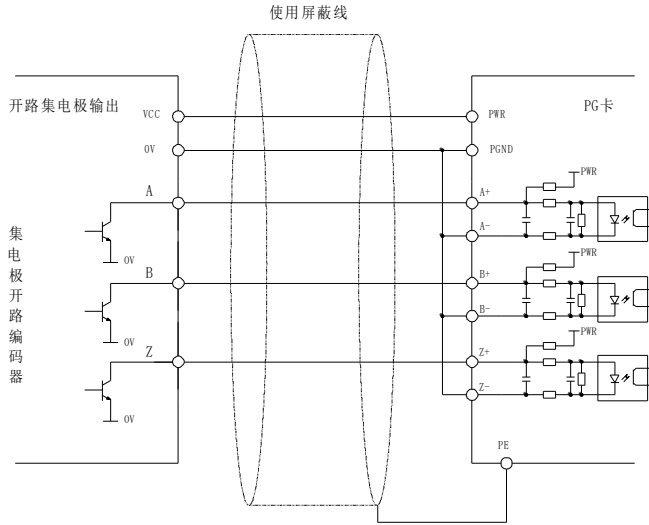 使用屏蔽线
开路集电极输出
PG卡
VCC
PWR
0V
PGND
PWR
A
A+
A-
0V
PWR
B
B+
B-
0V
PWR
Z
Z+
Z-
0V
集电极开路编码器
PE